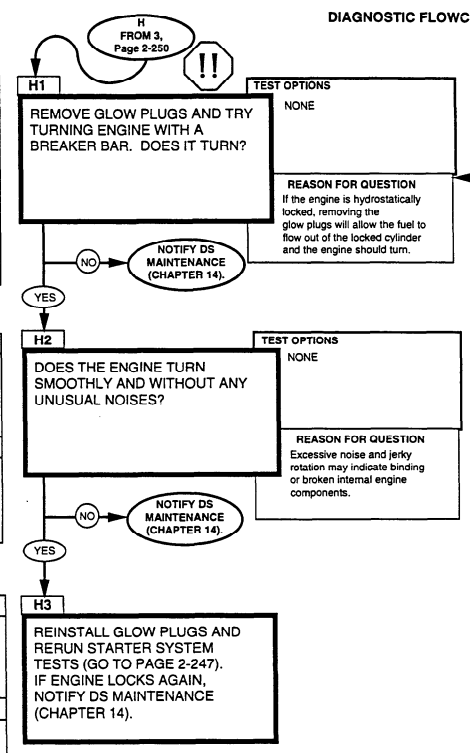 DIAGNOSTIC FLOWC
H
FROM 3,
Page 2-250
!!
H1
REMOVE GLOW PLUGS AND TRY
TURNING ENGINE WITH A
BREAKER BAR. DOES IT TURN?
TEST OPTIONS
NONE
REASON FOR QUESTION
If the engine is hydrostatically
locked, removing the
glow plugs will allow the fuel to
flow out of the locked cylinder
and the engine should turn.
NO
NOTIFY DS
MAINTENANCE
(CHAPTER 14).
YES
H2
DOES THE ENGINE TURN
SMOOTHLY AND WITHOUT ANY
UNUSUAL NOISES?
TEST OPTIONS
NONE
REASON FOR QUESTION
Excessive noise and jerky
rotation may indicate binding
or broken internal engine
components.
NO
NOTIFY DS
MAINTENANCE
(CHAPTER 14).
YES
H3
REINSTALL GLOW PLUGS AND
RERUN STARTER SYSTEM
TESTS (GO TO PAGE 2-247).
IF ENGINE LOCKS AGAIN,
NOTIFY DS MAINTENANCE
(CHAPTER 14).